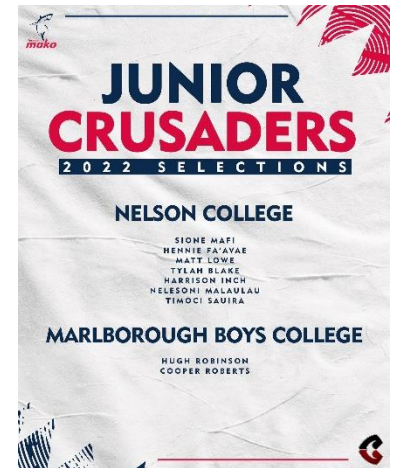 mako
JUNIOR
CRUSADERS
2022 SELECTIONS
NELSON COLLEGE
SIONE MAFI
HENNIE FA'AVAE
MATT LOWE
TYLAH BLAKE
HARRISON INCH
NELESONI MALAULAU
TIMOCI SAUIRA
MARLBOROUGH BOYS COLLEGE
HUGH ROBINSON
COOPER ROBERTS